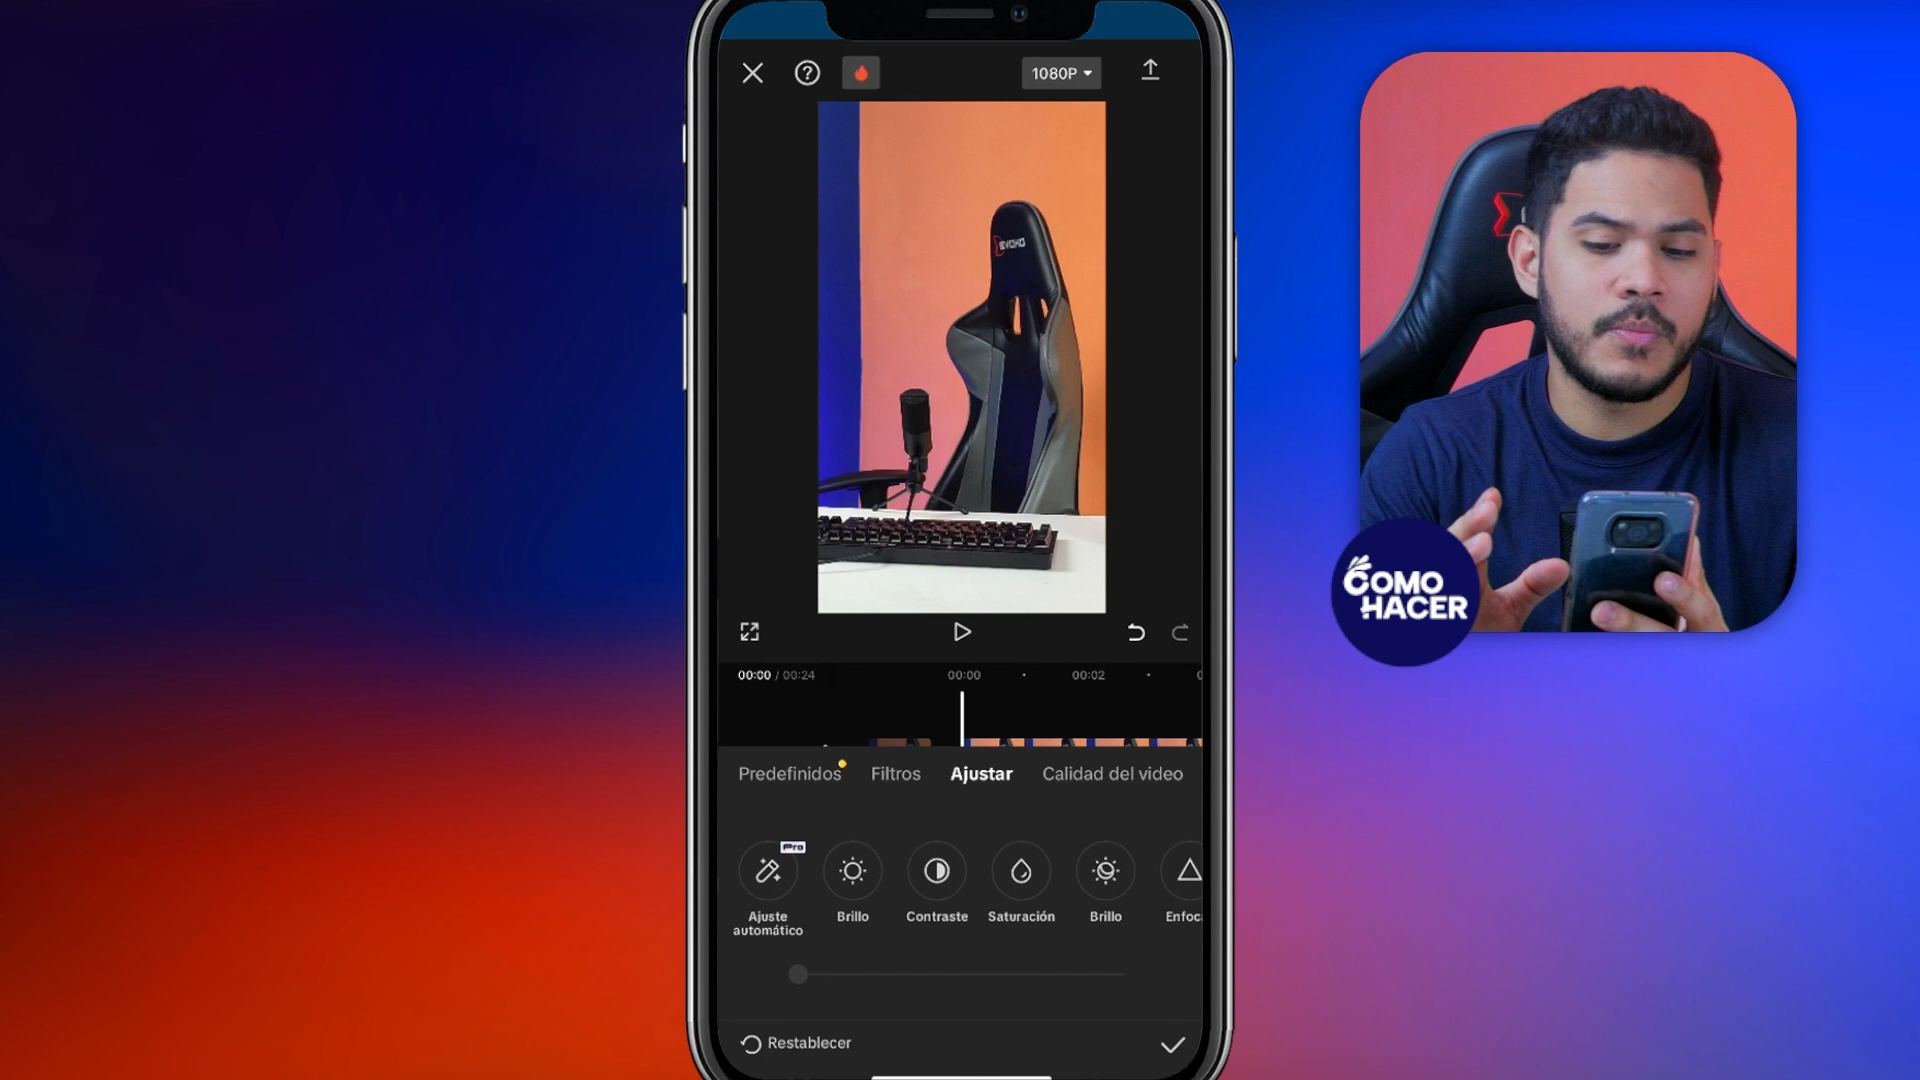 1080P
EVOKO
COMO
HACER
00:00 / 00:24
00:00
00:02
Predefinidos
Filtros
Ajustar
Calidad del video
Pro
Ajuste
automático
Brillo
Contraste
Saturación
Brillo
Enfoc
Restablecer